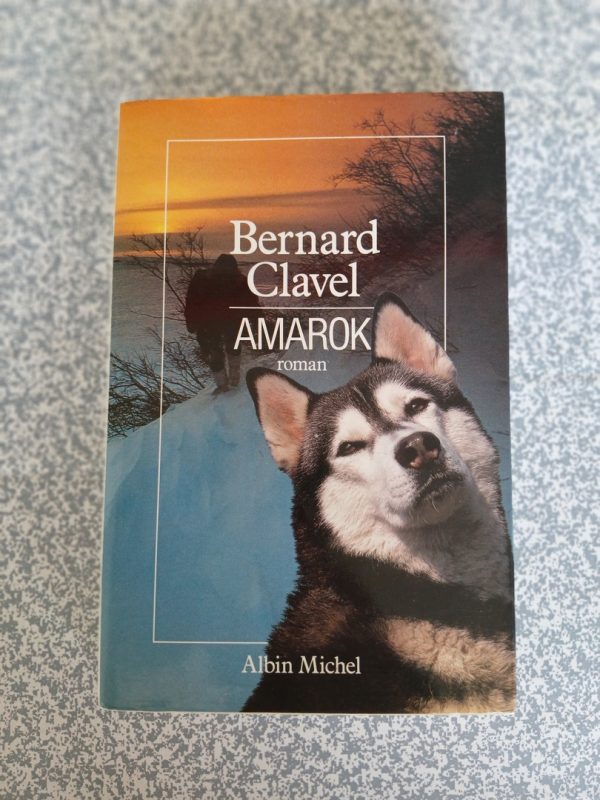 Bernard
Clavel
AMAROK
roman
Albin Michel